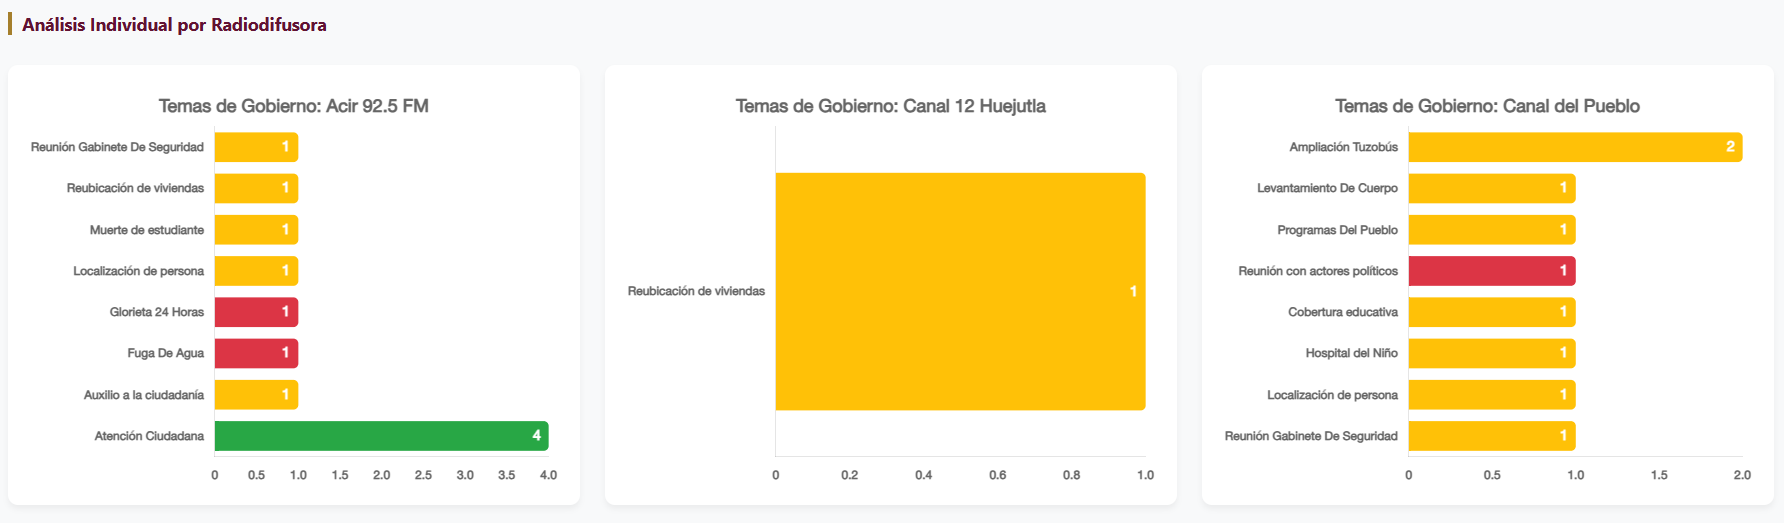 Análisis Individual por Radiodifusora
Temas de Gobierno: Acir 92.5 FM
Reunión Gabinete De Seguridad 1
Reubicación de viviendas 1
Muerte de estudiante 1
Localización de persona 1
Glorieta 24 Horas 1
Fuga De Agua 1
Auxilio a la ciudadanía 1
Atención Ciudadana 4
0 0.5 1.0 1.5 2.0 2.5 3.0 3.5 4.0
Temas de Gobierno: Canal 12 Huejutla
Reubicación de viviendas 1
0 0.2 0.4 0.6 0.8 1.0
Temas de Gobierno: Canal del Pueblo
Ampliación Tuzobús 2
Levantamiento De Cuerpo 1
Programas Del Pueblo 1
Reunión con actores políticos 1
Cobertura educativa 1
Hospital del Niño 1
Localización de persona 1
Reunión Gabinete De Seguridad 1
0 0.5 1.0 1.5 2.0